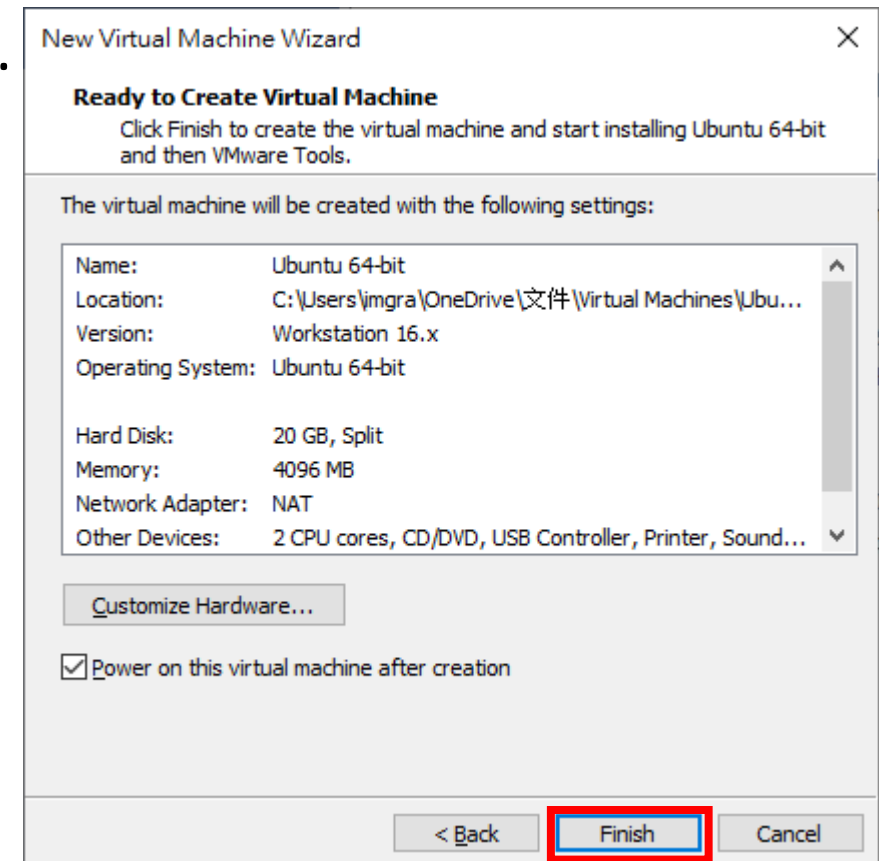 New Virtual Machine Wizard
Ready to Create Virtual Machine
Click Finish to create the virtual machine and start installing Ubuntu 64-bit
and then VMware Tools.
The virtual machine will be created with the following settings:
Name: Ubuntu 64-bit
Location: C:\Users\imgra\OneDrive\文件\Virtual Machines\Ubu...
Version: Workstation 16.x
Operating System: Ubuntu 64-bit
Hard Disk: 20 GB, Split
Memory: 4096 MB
Network Adapter: NAT
Other Devices: 2 CPU cores, CD/DVD, USB Controller, Printer, Sound...
Customize Hardware...
Power on this virtual machine after creation
< Back Finish Cancel